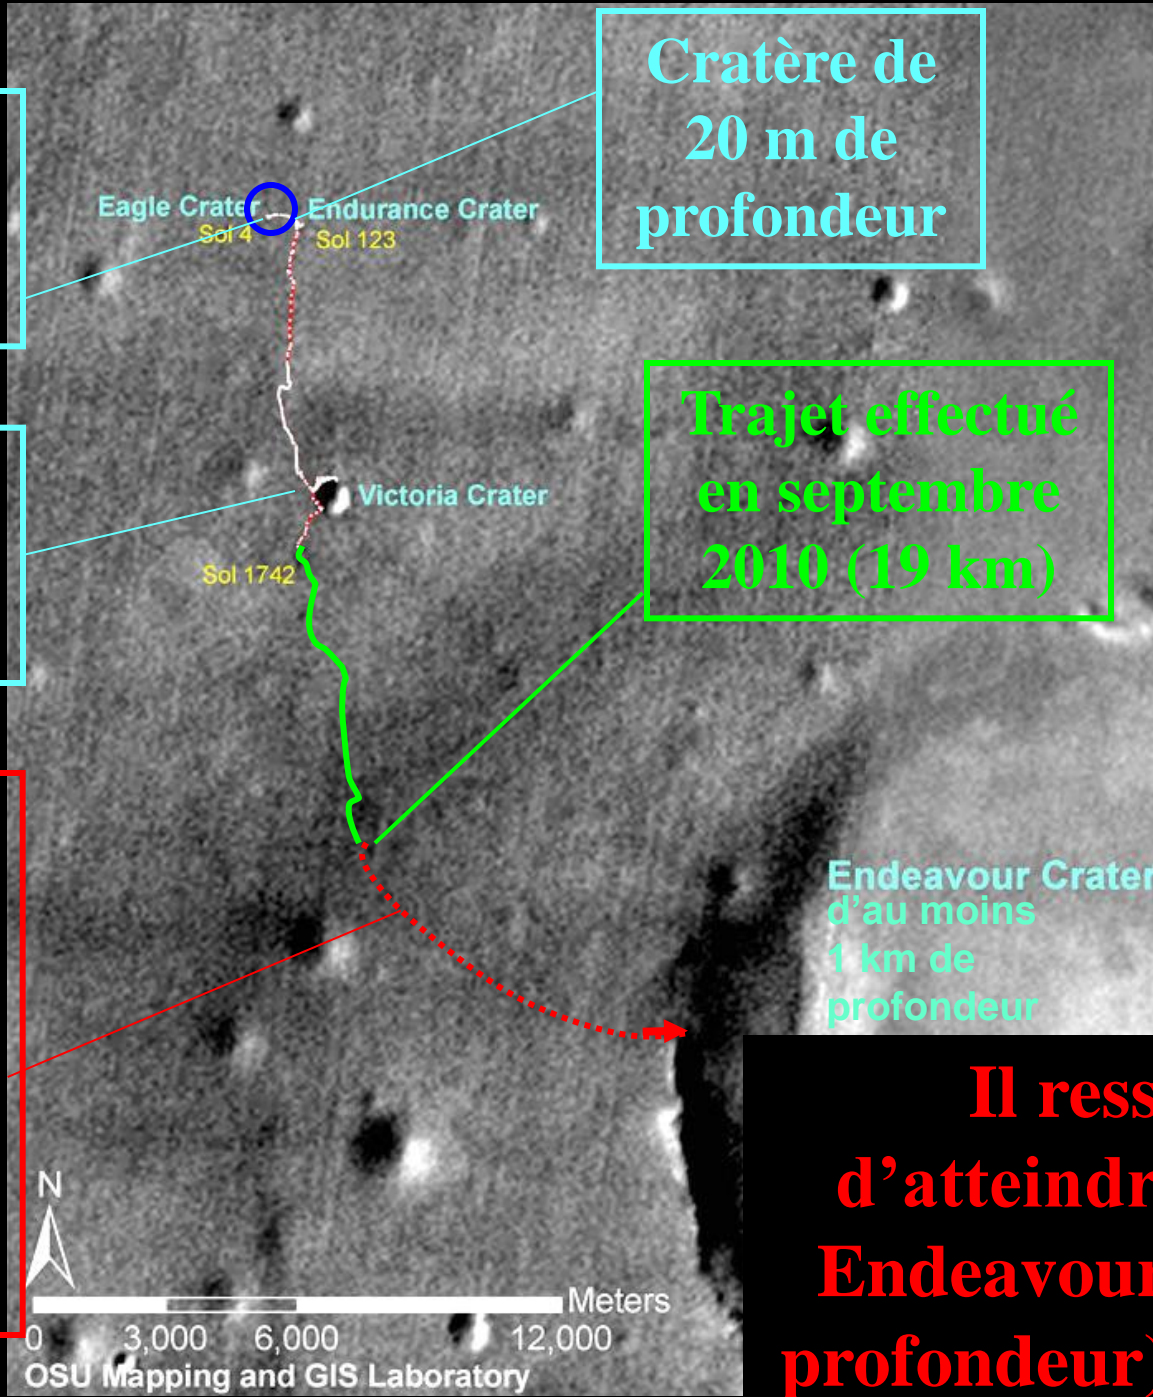 Cratère de
20 m de
profondeur
Eagle Crater
Endurance Crater
Sol 4
Sol 123
Trajet effectué
en septembre
2010 (19 km)
Victoria Crater
Sol 1742
Endeavour Crater
d'au moins
1 km de
profondeur
Il ress
d'atteindr
Endeavour
profondeur)
N
Meters
0 3,000 6,000 12,000
OSU Mapping and GIS Laboratory